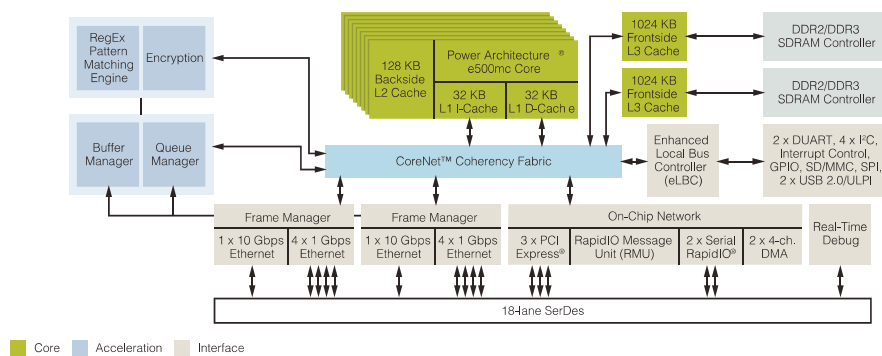 RegEx
Pattern
Matching
Engine
Encryption
128 KB
Backside
L2 Cache
Power Architecture ®
e500mc Core
32 KB
L1 I-Cache
32 KB
L1 D-Cache
1024 KB
Frontside
L3 Cache
DDR2/DDR3
SDRAM Controller
1024 KB
Frontside
L3 Cache
DDR2/DDR3
SDRAM Controller
Buffer
Manager
Queue
Manager
CoreNet™ Coherency Fabric
Enhanced
Local Bus
Controller
(eLBC)
2 x DUART, 4 x I²C,
Interrupt Control,
GPIO, SD/MMC, SPI,
2 x USB 2.0/ULPI
Frame Manager
1 x 10 Gbps
Ethernet
4 x 1 Gbps
Ethernet
Frame Manager
1 x 10 Gbps
Ethernet
4 x 1 Gbps
Ethernet
On-Chip Network
3 x PCI
Express®
RapidIO Message
Unit (RMU)
2 x Serial
RapidIO®
2 x 4-ch.
DMA
Real-Time
Debug
18-lane SerDes
Core
Acceleration
Interface